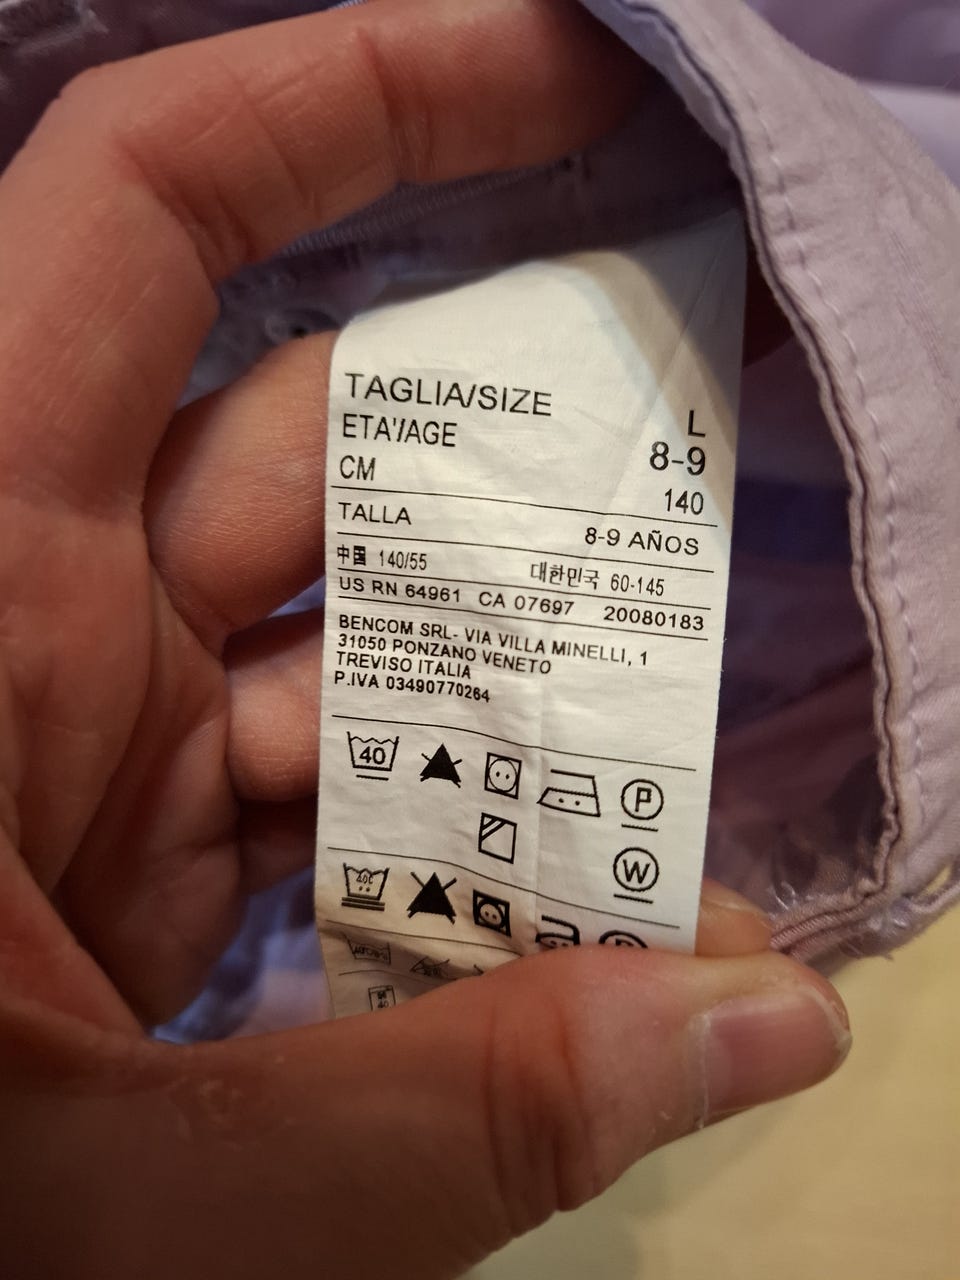 TAGLIA/SIZE L
ETA'/AGE 8-9
CM 140
TALLA 8-9 AÑOS
中国 140/55 대한민국 60-145
US RN 64961 CA 07697 20080183
BENCOM SRL- VIA VILLA MINELLI, 1
31050 PONZANO VENETO
TREVISO ITALIA
P.IVA 03490770264
40 P
W
40C